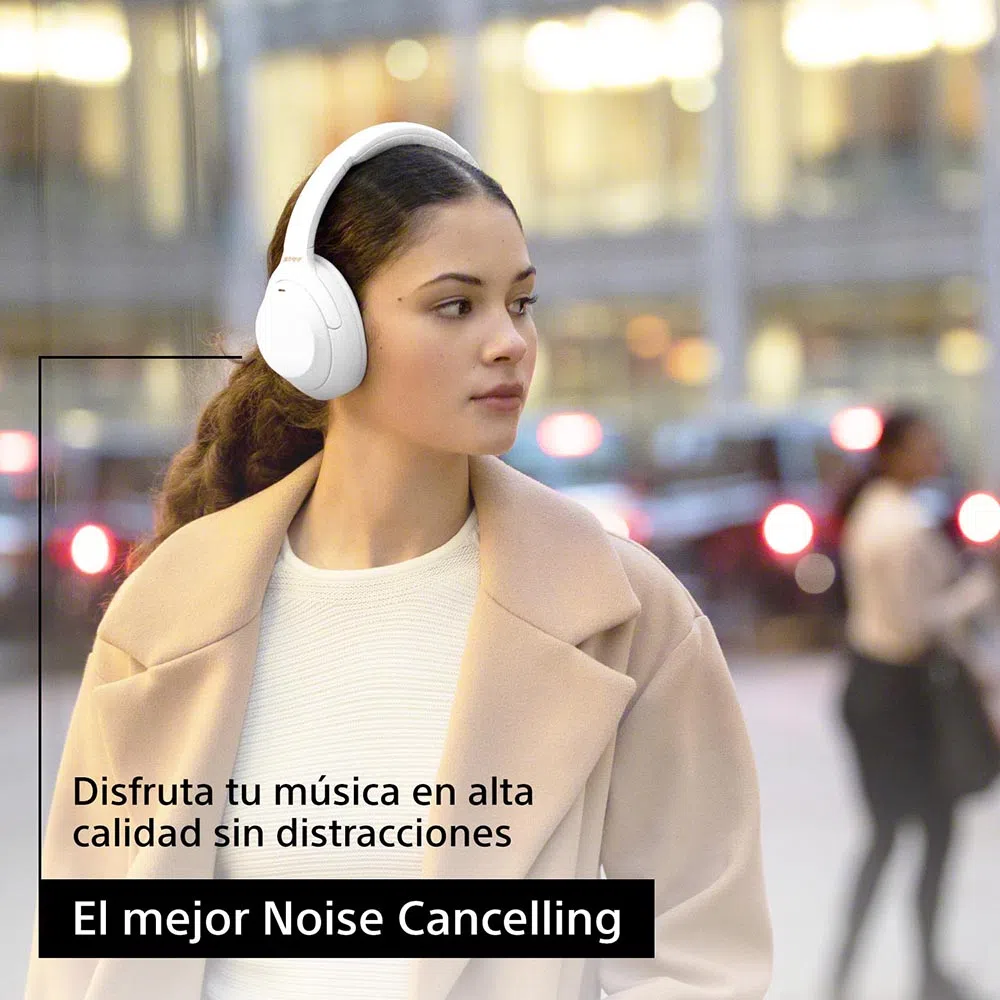 Disfruta tu música en alta
calidad sin distracciones
El mejor Noise Cancelling